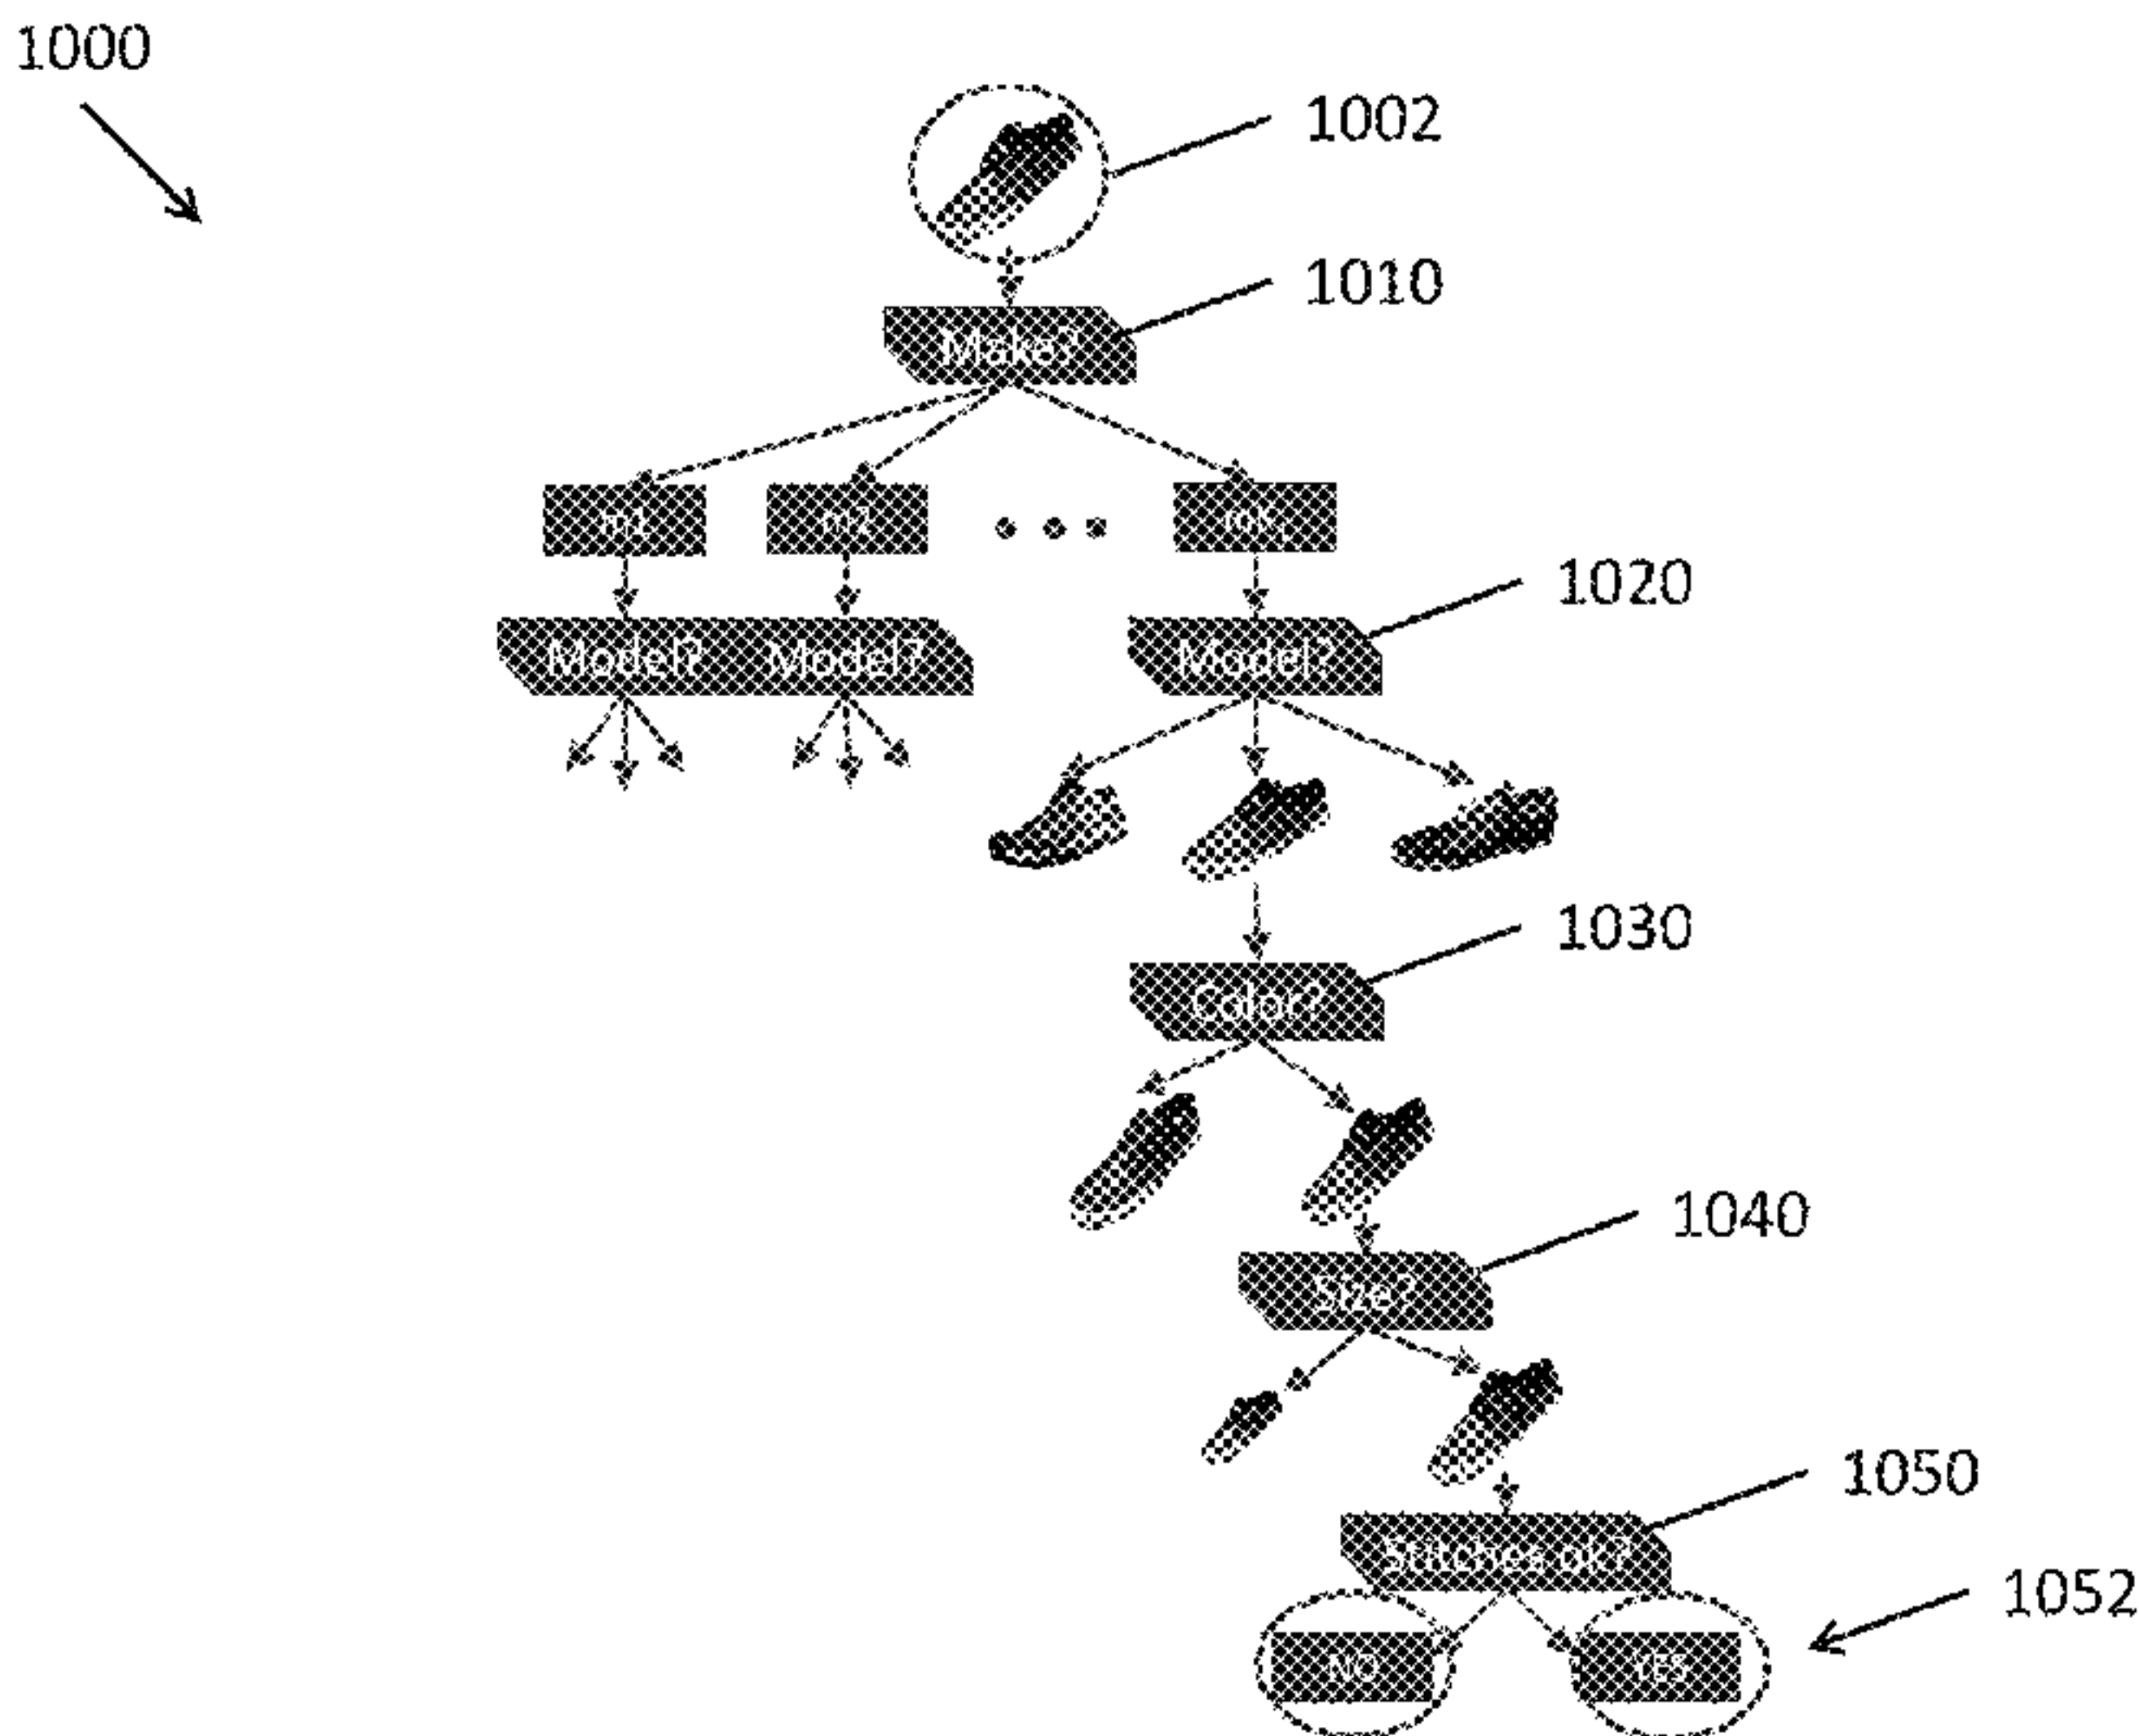 1000
1002
1010
Make?
m1 m2
1020
Model? Model? Model?
1030
Color?
1040
Size?
1050
Stitches ok?
1052
NO YES